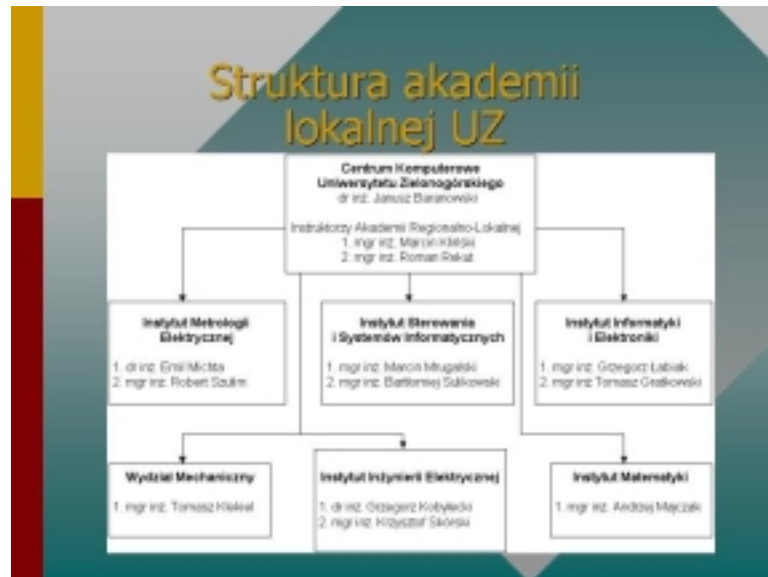 Struktura akademii
lokalnej UZ
Centrum Komputerowe
Uniwersytetu Zielonogórskiego
dr inż. Janusz Baranowski
Instruktorzy Akademii Regionalno-Lokalnej
1. mgr inż. Marcin Kliński
2. mgr inż. Roman
Instytut Metrologii
Elektrycznej
1. dr inż. Emil Michta
2. mgr inż. Robert Szulim
Instytut Sterowania
i Systemów Informatycznych
1. mgr inż. Marcin Mrugalski
2. mgr inż. Bartłomiej Sulikowski
Instytut Informatyki
i Elektroniki
1. mgr inż. Grzegorz Łabiak
2. mgr inż. Tomasz Gratkowski
Wydział Mechaniczny
1. mgr inż. Tomasz
Instytut Inżynierii Elektrycznej
1. dr inż. Grzegorz Kobyłecki
2. mgr inż. Krzysztof Skórski
Instytut Matematyki
1. mgr inż. Andrzej Majczak